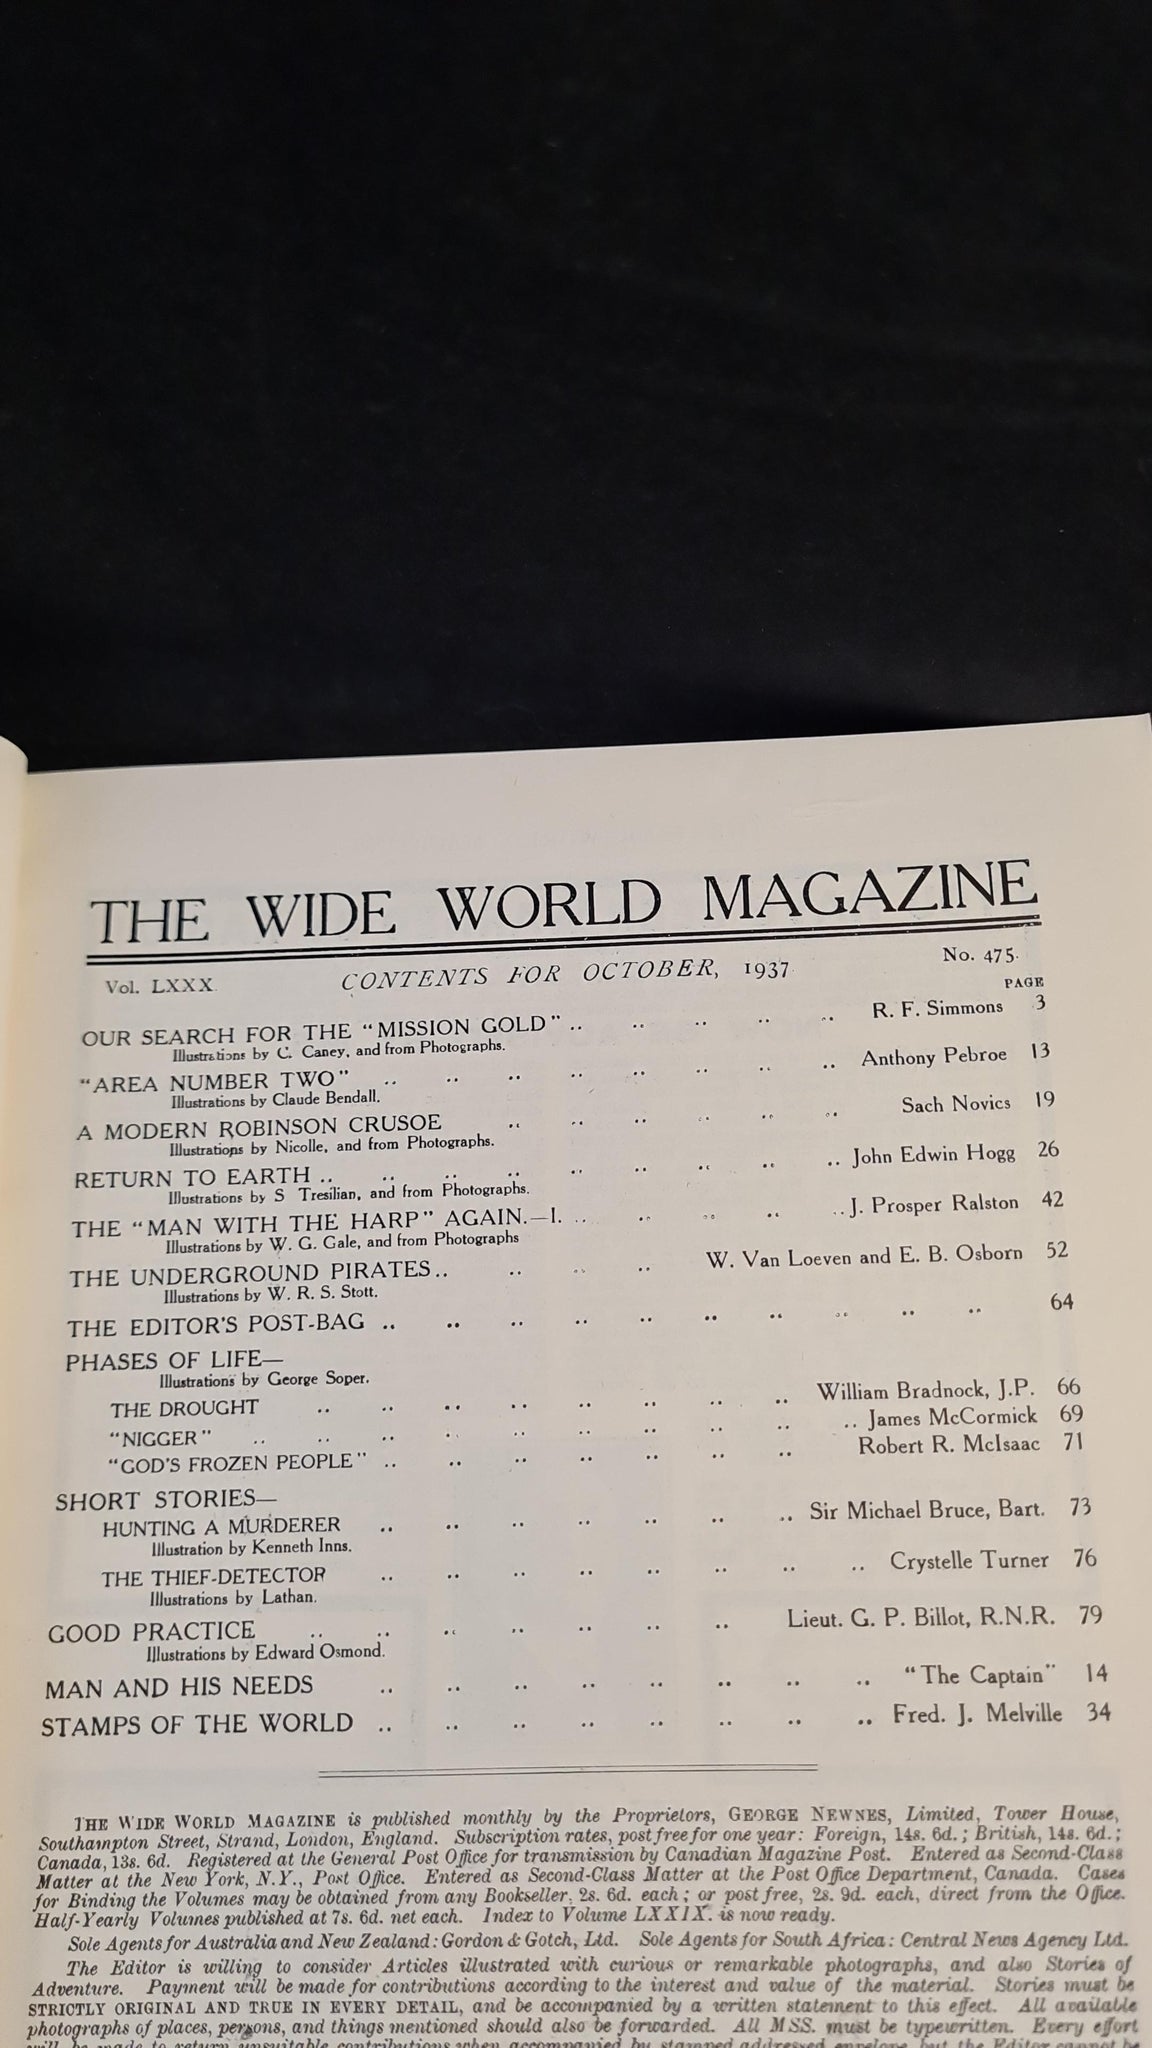 THE WIDE WORLD MAGAZINE
Vol. LXXX. CONTENTS FOR OCTOBER, 1937. No. 475.
PAGE
OUR SEARCH FOR THE "MISSION GOLD" .. .. .. .. .. R. F. Simmons 3
Illustrations by C. Caney, and from Photographs.
"AREA NUMBER TWO" .. .. .. .. .. .. .. .. Anthony Pebroe 13
Illustrations by Claude Bendall.
A MODERN ROBINSON CRUSOE .. .. .. .. .. .. Sach Novics 19
Illustrations by Nicolle, and from Photographs.
RETURN TO EARTH .. .. .. .. .. .. .. .. .. John Edwin Hogg 26
Illustrations by S Tresilian, and from Photographs.
THE "MAN WITH THE HARP" AGAIN.—I. .. .. .. .. .. J. Prosper Ralston 42
Illustrations by W. G. Gale, and from Photographs
THE UNDERGROUND PIRATES .. .. .. .. W. Van Loeven and E. B. Osborn 52
Illustrations by W. R. S. Stott.
THE EDITOR'S POST-BAG .. .. .. .. .. .. .. .. .. .. 64
PHASES OF LIFE—
Illustrations by George Soper.
THE DROUGHT .. .. .. .. .. .. .. .. William Bradnock, J.P. 66
"NIGGER" .. .. .. .. .. .. .. .. .. .. James McCormick 69
"GOD'S FROZEN PEOPLE" .. .. .. .. .. .. .. Robert R. McIsaac 71
SHORT STORIES—
HUNTING A MURDERER .. .. .. .. .. .. .. Sir Michael Bruce, Bart. 73
Illustration by Kenneth Inns.
THE THIEF-DETECTOR .. .. .. .. .. .. .. .. Crystelle Turner 76
Illustrations by Lathan.
GOOD PRACTICE .. .. .. .. .. .. .. Lieut. G. P. Billot, R.N.R. 79
Illustrations by Edward Osmond.
MAN AND HIS NEEDS .. .. .. .. .. .. .. .. "The Captain" 14
STAMPS OF THE WORLD .. .. .. .. .. .. .. .. Fred. J. Melville 34
THE WIDE WORLD MAGAZINE is published monthly by the Proprietors, GEORGE NEWNES, Limited, Tower House,
Southampton Street, Strand, London, England. Subscription rates, post free for one year: Foreign, 14s. 6d.; British, 14s. 6d.;
Canada, 13s. 6d. Registered at the General Post Office for transmission by Canadian Magazine Post. Entered as Second-Class
Matter at the New York, N.Y., Post Office. Entered as Second-Class Matter at the Post Office Department, Canada. Cases
for Binding the Volumes may be obtained from any Bookseller, 2s. 6d. each; or post free, 2s. 9d. each, direct from the Office.
Half-Yearly Volumes published at 7s. 6d. net each. Index to Volume LXXIX. is now ready.
Sole Agents for Australia and New Zealand: Gordon & Gotch, Ltd. Sole Agents for South Africa: Central News Agency Ltd.
The Editor is willing to consider Articles illustrated with curious or remarkable photographs, and also Stories of
Adventure. Payment will be made for contributions according to the interest and value of the material. Stories must be
STRICTLY ORIGINAL AND TRUE IN EVERY DETAIL, and be accompanied by a written statement to this effect. All available
photographs of places, persons, and things mentioned should also be forwarded. All MSS. must be typewritten. Every effort
will be made to return unsuitable contributions when accompanied by stamped addressed envelope, but the Editor cannot be